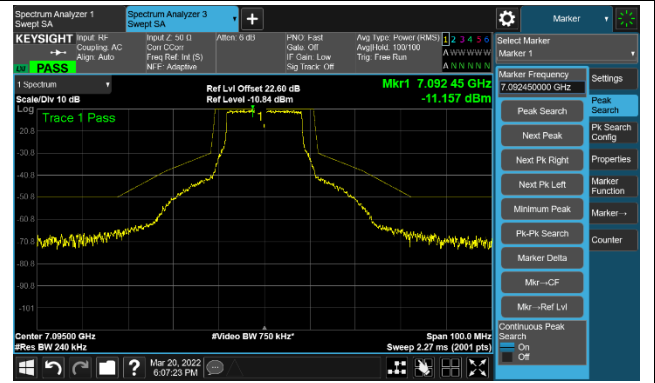 Spectrum Analyzer 1
Swept SA
Spectrum Analyzer 3
Swept SA
Marker
KEYSIGHT
Input: RF
Coupling: AC
Align: Auto
Input Z: 50 Ω
Corr CCorr
Freq Ref: Int (S)
NFE: Adaptive
Atten: 6 dB
PNO: Fast
Gate: Off
IF Gain: Low
Sig Track: Off
Avg Type: Power (RMS)
Avg|Hold: 100/100
Trig: Free Run
1 2 3 4 5 6
A W W W W W
A N N N N N
LU PASS
Select Marker
Marker 1
1 Spectrum
Scale/Div 10 dB
Ref Lvl Offset 22.60 dB
Ref Level -10.84 dBm
Mkr1 7.092 45 GHz
-11.157 dBm
Log
Trace 1 Pass
1
-20.8
-30.8
-40.8
-50.8
-60.8
-70.8
-80.8
-90.8
-101
Center 7.09500 GHz
#Res BW 240 kHz
#Video BW 750 kHz*
Span 100.0 MHz
Sweep 2.27 ms (2001 pts)
Marker Frequency
7.092450000 GHz
Peak Search
Next Peak
Next Pk Right
Next Pk Left
Minimum Peak
Pk-Pk Search
Marker Delta
Mkr→CF
Mkr→Ref Lvl
Continuous Peak
Search
On
Off
Settings
Peak
Search
Pk Search
Config
Properties
Marker
Function
Marker→
Counter
Mar 20, 2022
6:07:23 PM